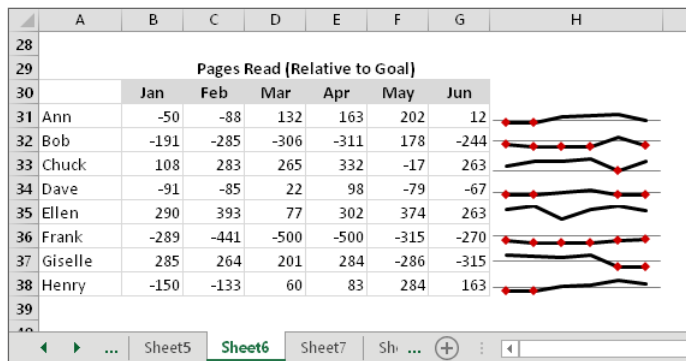 A B C D E F G H
28
29 Pages Read (Relative to Goal)
30 Jan Feb Mar Apr May Jun
31 Ann -50 -88 132 163 202 12
32 Bob -191 -285 -306 -311 178 -244
33 Chuck 108 283 265 332 -17 263
34 Dave -91 -85 22 98 -79 -67
35 Ellen 290 393 77 302 374 263
36 Frank -289 -441 -500 -500 -315 -270
37 Giselle 285 264 201 284 -286 -315
38 Henry -150 -133 60 83 284 163
39
... Sheet5 Sheet6 Sheet7 Sh ...